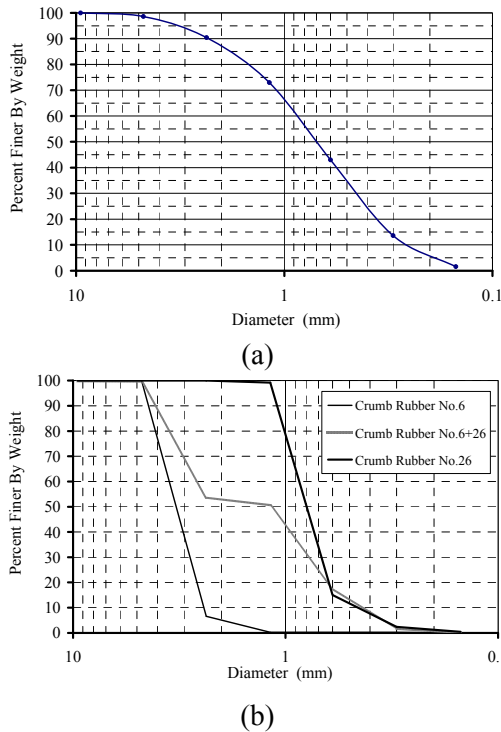 100
90
80
70
60
50
40
30
20
10
0
Percent Finer By Weight
10 1 0.1
Diameter (mm)
(a)
100
90
80
70
60
50
40
30
20
10
0
Percent Finer By Weight
Crumb Rubber No.6
Crumb Rubber No.6+26
Crumb Rubber No.26
10 1 0.
Diameter (mm)
(b)